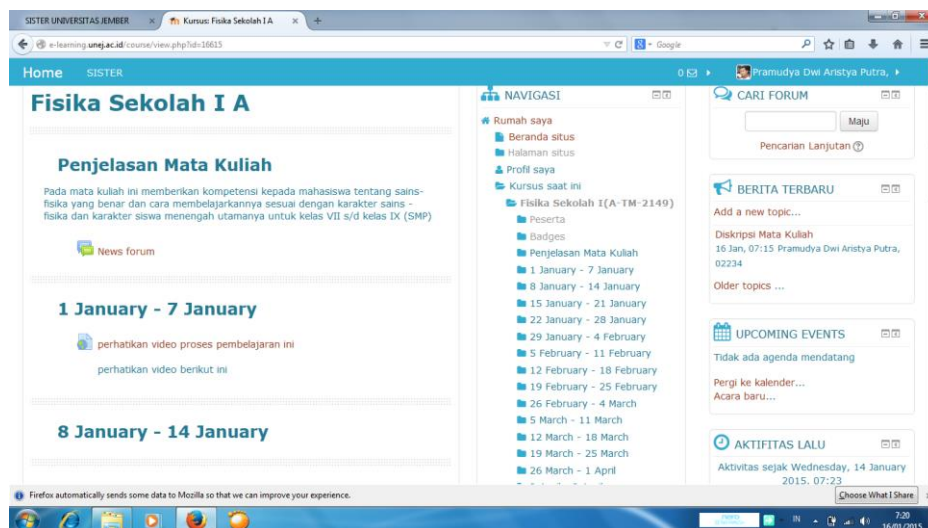 SISTER UNIVERSITAS JEMBER
Kursus: Fisika Sekolah I A
e-learning.unej.ac.id/course/view.php?id=16615
Google
Home SISTER
0
Pramudya Dwi Aristya Putra,
Fisika Sekolah I A
Penjelasan Mata Kuliah
Pada mata kuliah ini memberikan kompetensi kepada mahasiswa tentang sains-
fisika yang benar dan cara membelajarkannya sesuai dengan karakter sains -
fisika dan karakter siswa menengah utamanya untuk kelas VII s/d kelas IX (SMP)
News forum
1 January - 7 January
perhatikan video proses pembelajaran ini
perhatikan video berikut ini
8 January - 14 January
NAVIGASI
Rumah saya
Beranda situs
Halaman situs
Profil saya
Kursus saat ini
Fisika Sekolah I(A-TM-2149)
Peserta
Badges
Penjelasan Mata Kuliah
1 January - 7 January
8 January - 14 January
15 January - 21 January
22 January - 28 January
29 January - 4 February
5 February - 11 February
12 February - 18 February
19 February - 25 February
26 February - 4 March
5 March - 11 March
12 March - 18 March
19 March - 25 March
26 March - 1 April
CARI FORUM
Maju
Pencarian Lanjutan
BERITA TERBARU
Add a new topic...
Diskripsi Mata Kuliah
16 Jan, 07:15 Pramudya Dwi Aristya Putra,
02234
Older topics ...
UPCOMING EVENTS
Tidak ada agenda mendatang
Pergi ke kalender...
Acara baru...
AKTIFITAS LALU
Aktivitas sejak Wednesday, 14 January
2015, 07:23
Firefox automatically sends some data to Mozilla so that we can improve your experience.
Choose What I Share
IN
7:20
16/01/2015